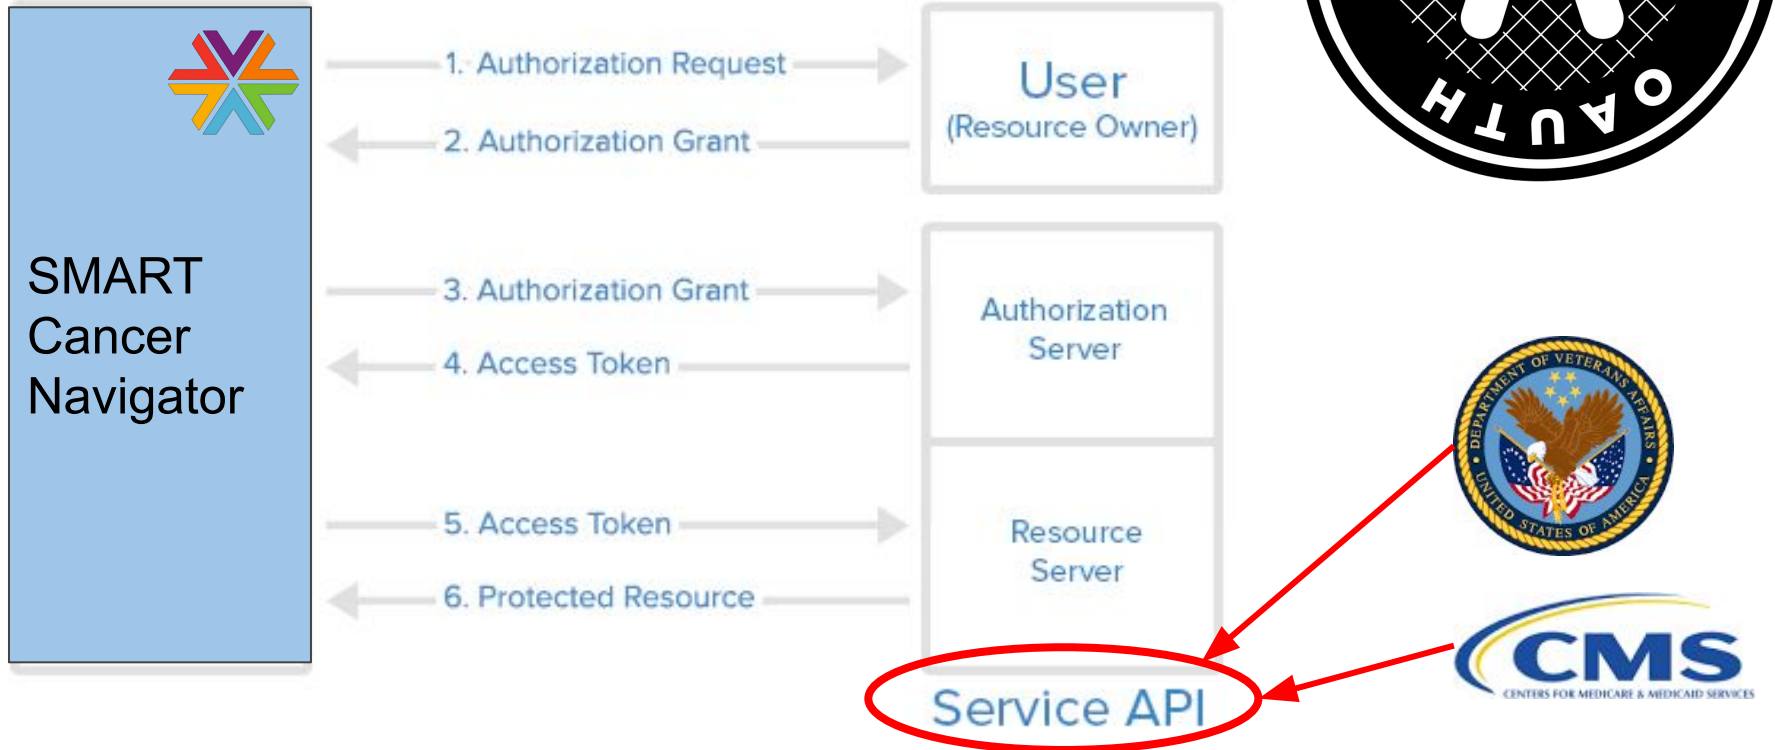 SMART
Cancer
Navigator
1. Authorization Request
2. Authorization Grant
3. Authorization Grant
4. Access Token
5. Access Token
6. Protected Resource
User
(Resource Owner)
Authorization
Server
Resource
Server
Service API
OAUTH
DEPARTMENT OF VETERANS AFFAIRS
UNITED STATES OF AMERICA
CMS
CENTERS FOR MEDICARE & MEDICAID SERVICES